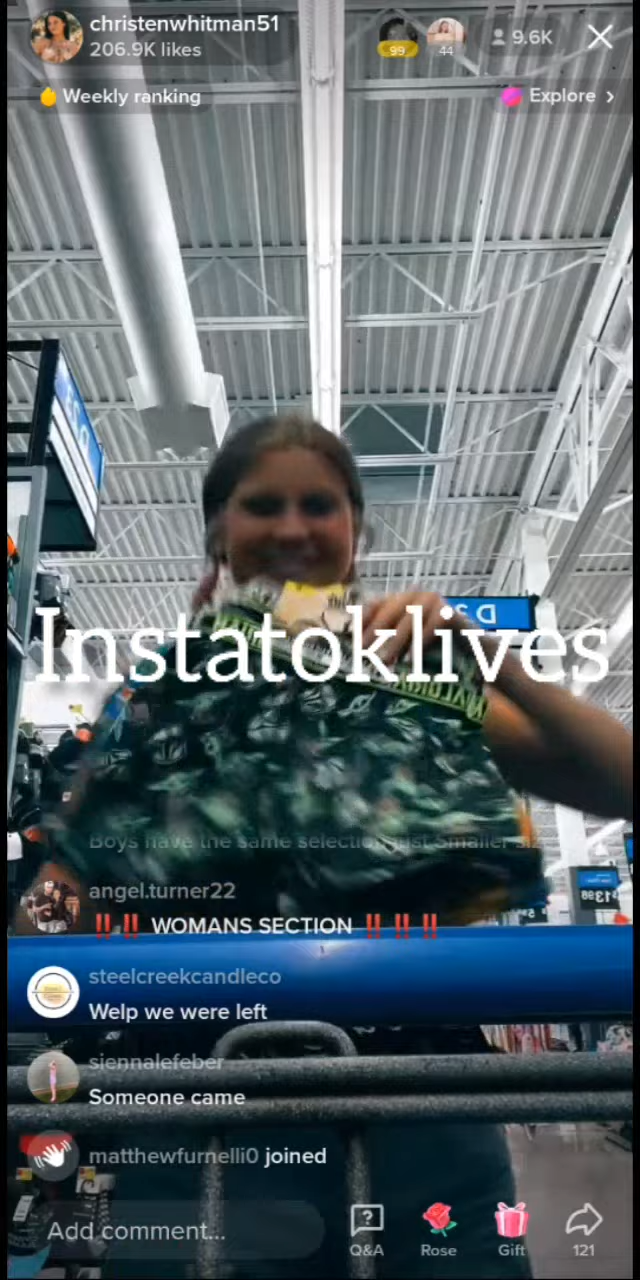 christenwhitman51
206.9K likes
99
44
9.6K
Weekly ranking
Explore >
Instatoklives
Boys have the same selection just Smaller siz
angel.turner22
‼️‼️ WOMANS SECTION ‼️‼️‼️
steelcreekcandleco
Welp we were left
siennalefeber
Someone came
matthewfurnelli0 joined
Add comment...
Q&A
Rose
Gift
121